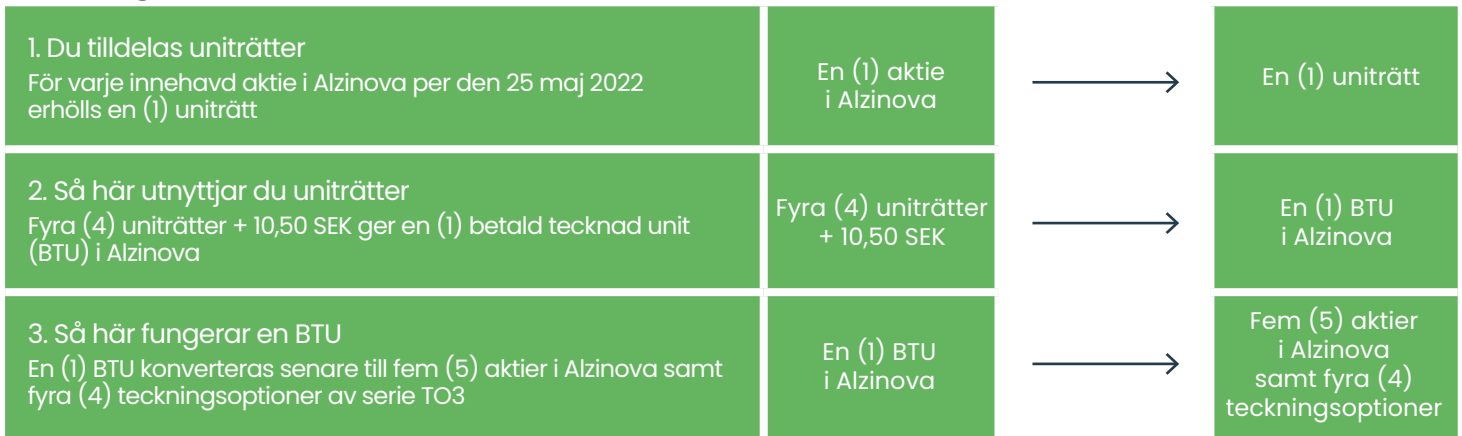 1. Du tilldelas uniträtter
För varje innehavd aktie i Alzinova per den 25 maj 2022
erhölls en (1) uniträtt
En (1) aktie
i Alzinova
En (1) uniträtt
2. Så här utnyttjar du uniträtter
Fyra (4) uniträtter + 10,50 SEK ger en (1) betald tecknad unit
(BTU) i Alzinova
Fyra (4) uniträtter
+ 10,50 SEK
En (1) BTU
i Alzinova
3. Så här fungerar en BTU
En (1) BTU konverteras senare till fem (5) aktier i Alzinova samt
fyra (4) teckningsoptioner av serie TO3
En (1) BTU
i Alzinova
Fem (5) aktier
i Alzinova
samt fyra (4)
teckningsoptioner